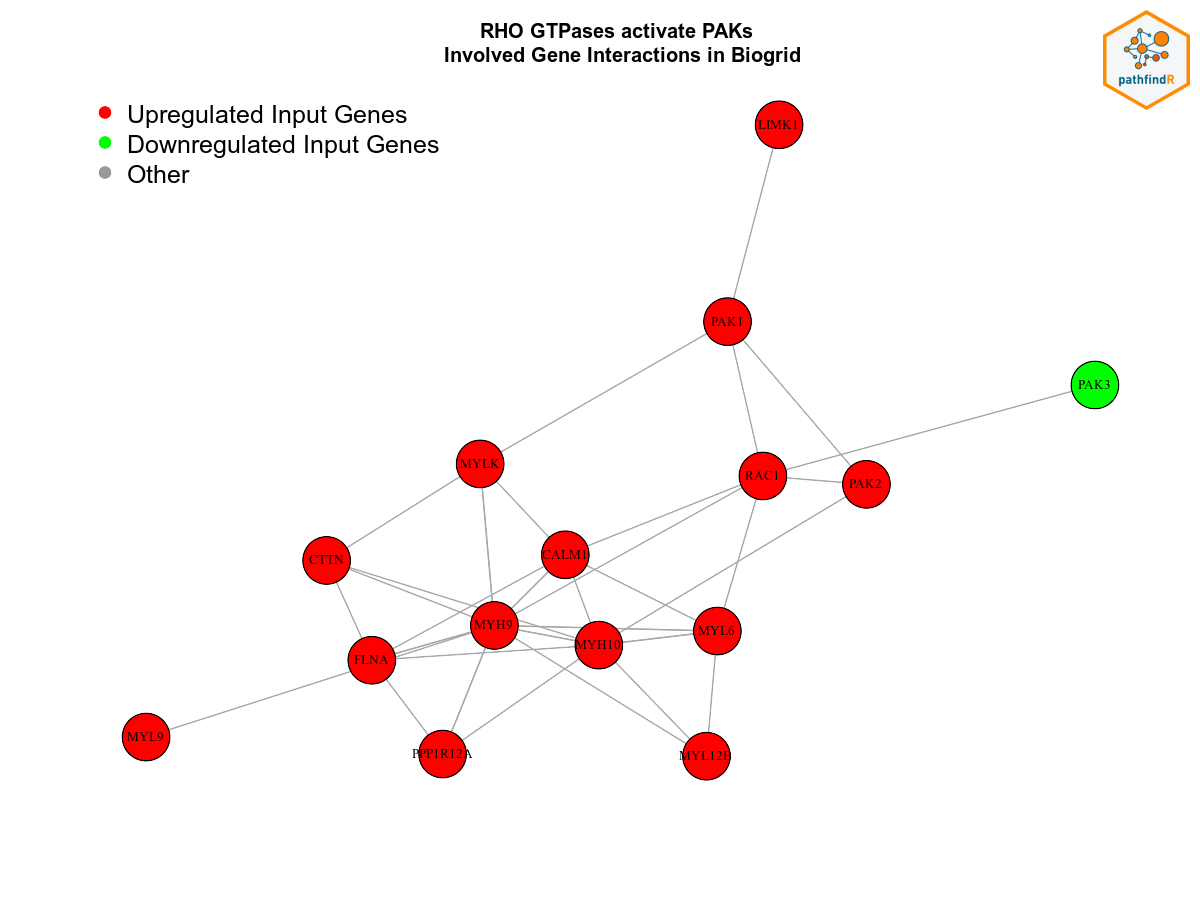 RHO GTPases activate PAKs
Involved Gene Interactions in Biogrid
pathfindR
Upregulated Input Genes
Downregulated Input Genes
Other
LIMK1
PAK1
PAK3
MYLK
RAC1
PAK2
CTTN
CALM1
MYH9
MYL6
MYH10
FLNA
MYL9
PPP1R12A
MYL12B